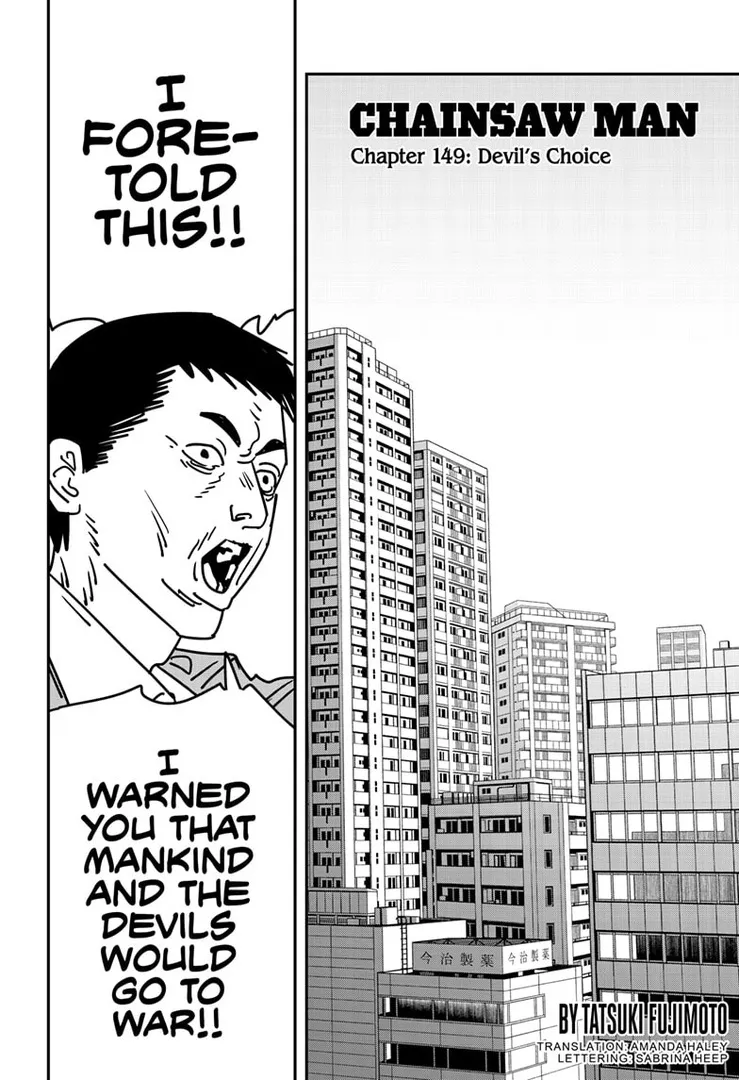 CHAINSAW MAN
Chapter 149: Devil's Choice
今治製薬
今治製薬
BY TATSUKI FUJIMOTO
TRANSLATION: AMANDA HALEY
LETTERING: SABRINA HEEP
I
FORE-
TOLD
THIS!!
I
WARNED
YOU THAT
MANKIND
AND THE
DEVILS
WOULD
GO TO
WAR!!